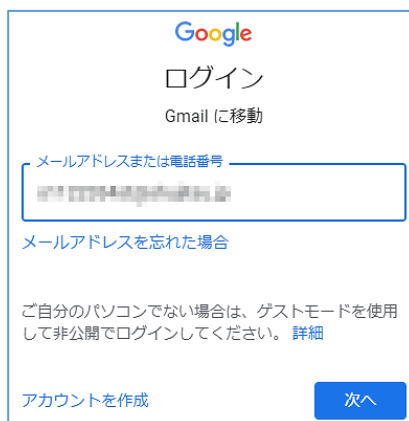 Google
ログイン
Gmail に移動
メールアドレスまたは電話番号
メールアドレスを忘れた場合
ご自分のパソコンでない場合は、ゲストモードを使用
して非公開でログインしてください。 詳細
アカウントを作成
次へ